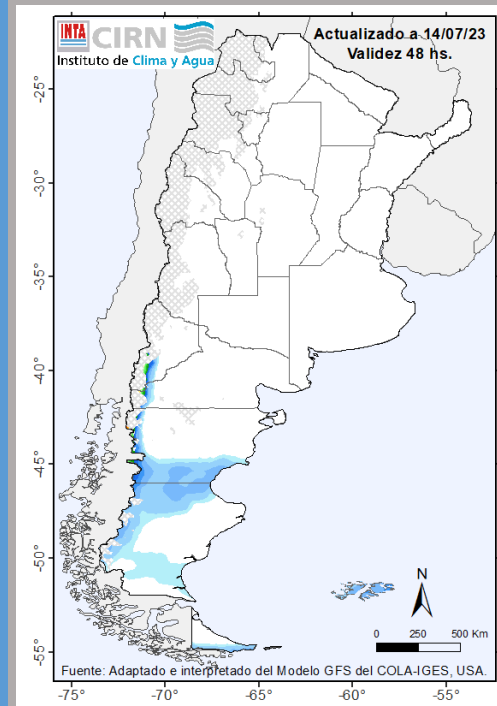 INTA CIRN
Instituto de Clima y Agua
Actualizado a 14/07/23
Validez 48 hs.
-25°
-30°
-35°
-40°
-45°
-50°
-55°
N
0 250 500 Km
Fuente: Adaptado e interpretado del Modelo GFS del COLA-IGES, USA.
-75° -70° -65° -60° -55°